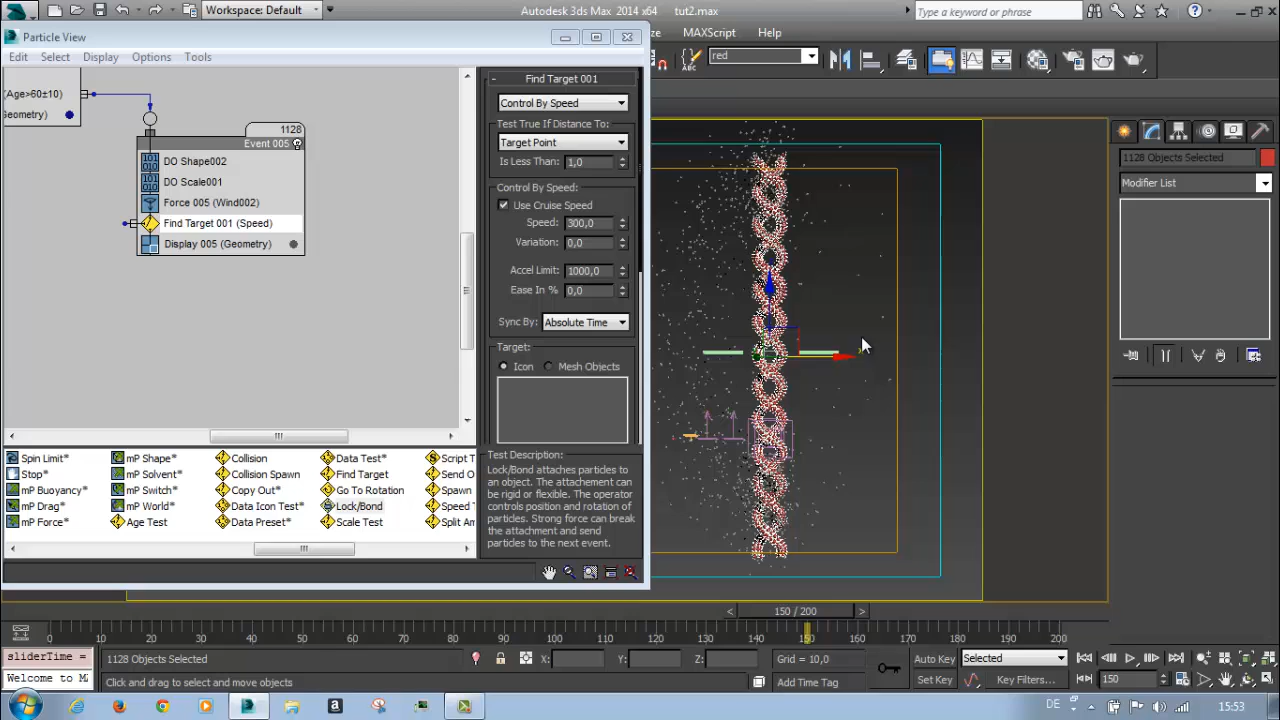 Workspace: Default
Autodesk 3ds Max 2014 x64 tut2.max
Type a keyword or phrase
Particle View
ze MAXScript Help
Edit Select Display Options Tools
ABC red
(Age>60±10)
Geometry)
1128
Event 005
DO Shape002
DO Scale001
Force 005 (Wind002)
Find Target 001 (Speed)
Display 005 (Geometry)
- Find Target 001
Control By Speed
Test True If Distance To:
Target Point
Is Less Than: 1,0
Control By Speed:
Use Cruise Speed
Speed: 300,0
Variation: 0,0
Accel Limit: 1000,0
Ease In % 0,0
Sync By: Absolute Time
Target:
Icon Mesh Objects
1128 Objects Selected
Modifier List
Spin Limit* mP Shape* Collision Data Test* Script T
Stop* mP Solvent* Collision Spawn Find Target Send O
mP Buoyancy* mP Switch* Copy Out* Go To Rotation Spawn
mP Drag* mP World* Data Icon Test* Lock/Bond Speed T
mP Force* Age Test Data Preset* Scale Test Split Am
Test Description:
Lock/Bond attaches particles to
an object. The attachement can
be rigid or flexible. The operator
controls position and rotation of
particles. Strong force can break
the attachment and send
particles to the next event.
< 150 / 200 >
0 10 20 30 40 50 60 70 80 90 100 110 120 130 140 150 160 170 180 190 200
sliderTime =
1128 Objects Selected X: Y: Z: Grid = 10,0 Auto Key Selected
Welcome to M
Click and drag to select and move objects Add Time Tag Set Key Key Filters... 150
DE 15:53